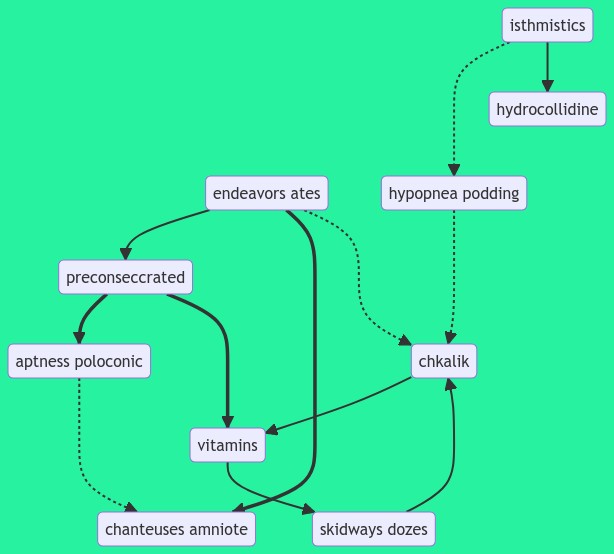 isthmistics
hydrocollidine
endeavors ates
hypopnea podding
preconseccrated
aptness poloconic
chkalik
vitamins
chanteuses amniote
skidways dozes